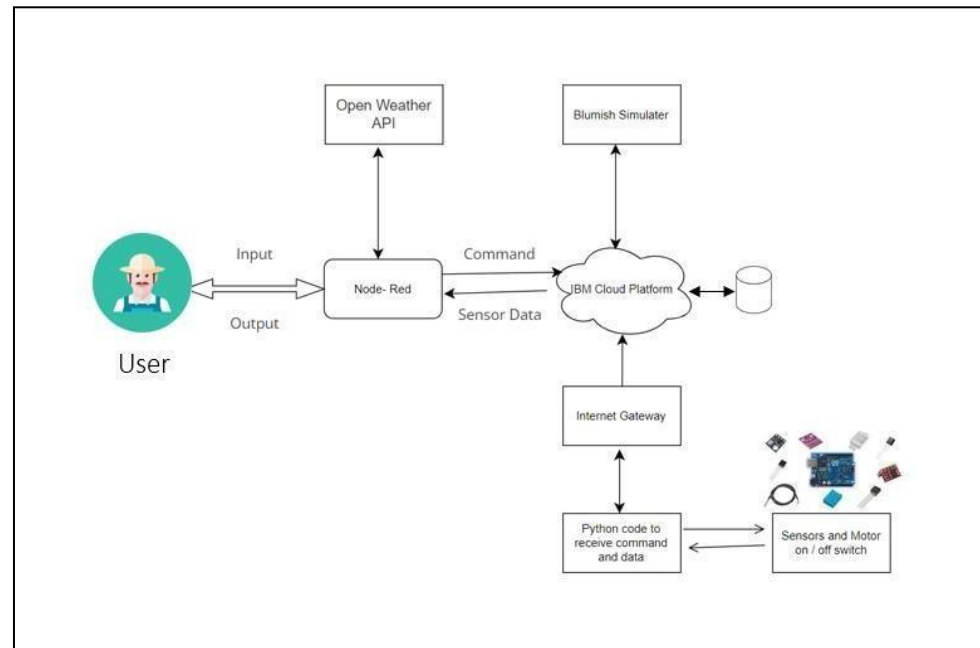 Open Weather
API
Blumish Simulater
Input
Output
User
Node- Red
Command
Sensor Data
IBM Cloud Platform
Internet Gateway
Python code to
receive command
and data
Sensors and Motor
on / off switch